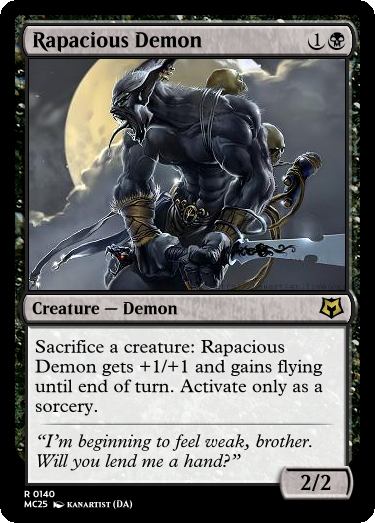 Rapacious Demon 1
Creature — Demon
Sacrifice a creature: Rapacious
Demon gets +1/+1 and gains flying
until end of turn. Activate only as a
sorcery.
“I’m beginning to feel weak, brother.
Will you lend me a hand?”
2/2
R 0140
MC25 KANARTIST (DA)